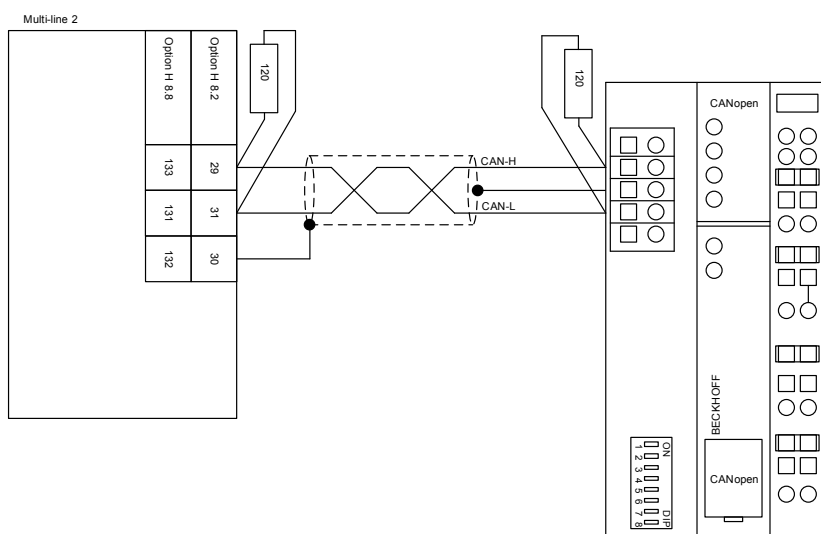 Multi-line 2
Option H 8.8
Option H 8.2
120
133
29
131
31
132
30
CAN-H
CAN-L
120
CANopen
BECKHOFF
CANopen
ON
1 2 3 4 5 6 7 8
DIP